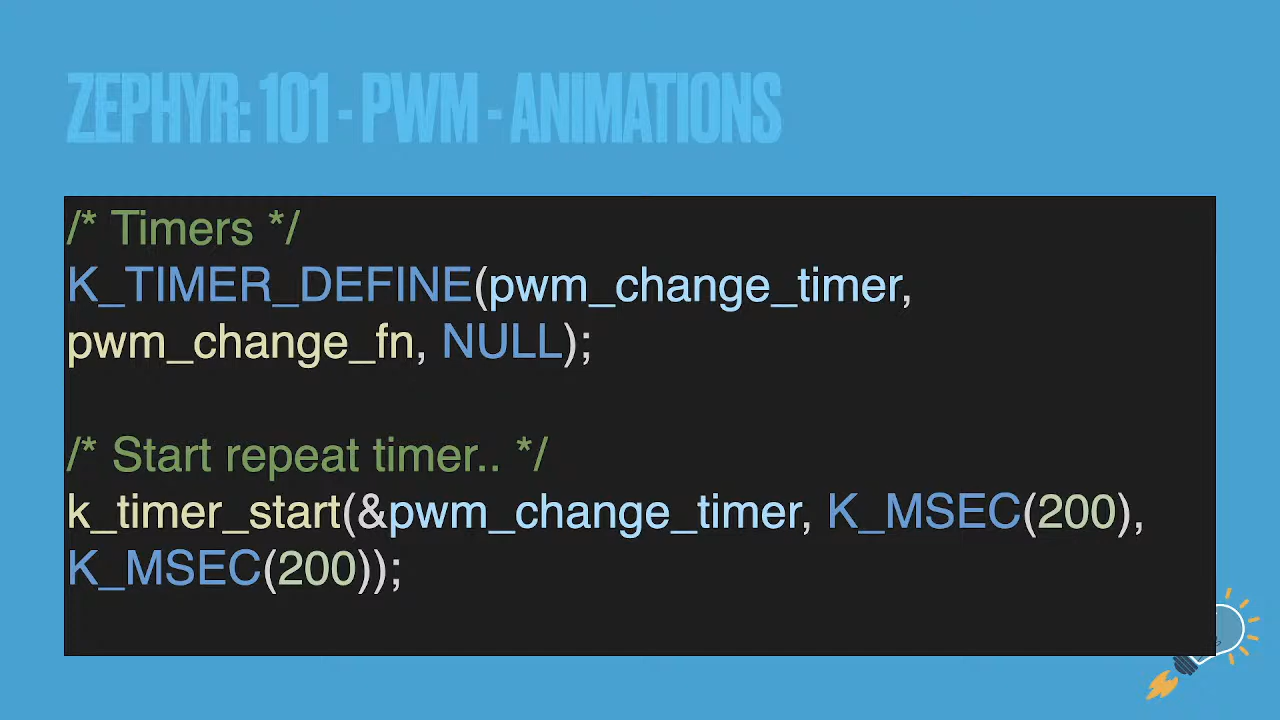 ZEPHYR: 101 - PWM - ANIMATIONS
/* Timers */
K_TIMER_DEFINE(pwm_change_timer,
pwm_change_fn, NULL);
/* Start repeat timer.. */
k_timer_start(&pwm_change_timer, K_MSEC(200),
K_MSEC(200));